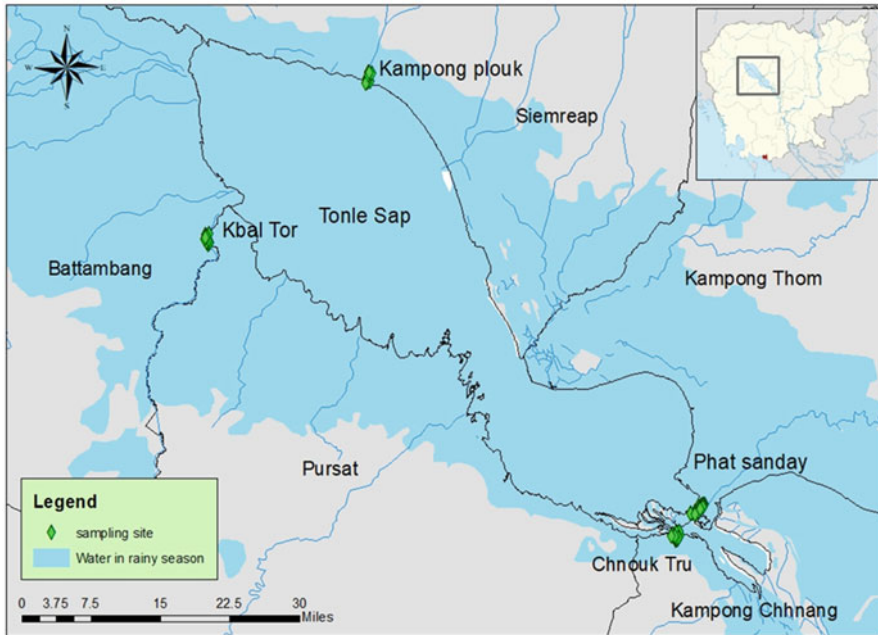 N
W E
S
Kampong plouk
Siemreap
Tonle Sap
Kbal Tor
Battambang
Kampong Thom
Pursat
Phat sanday
Chnouk Tru
Kampong Chhnang
Legend
sampling site
Water in rainy season
0 3.75 7.5 15 22.5 30
Miles